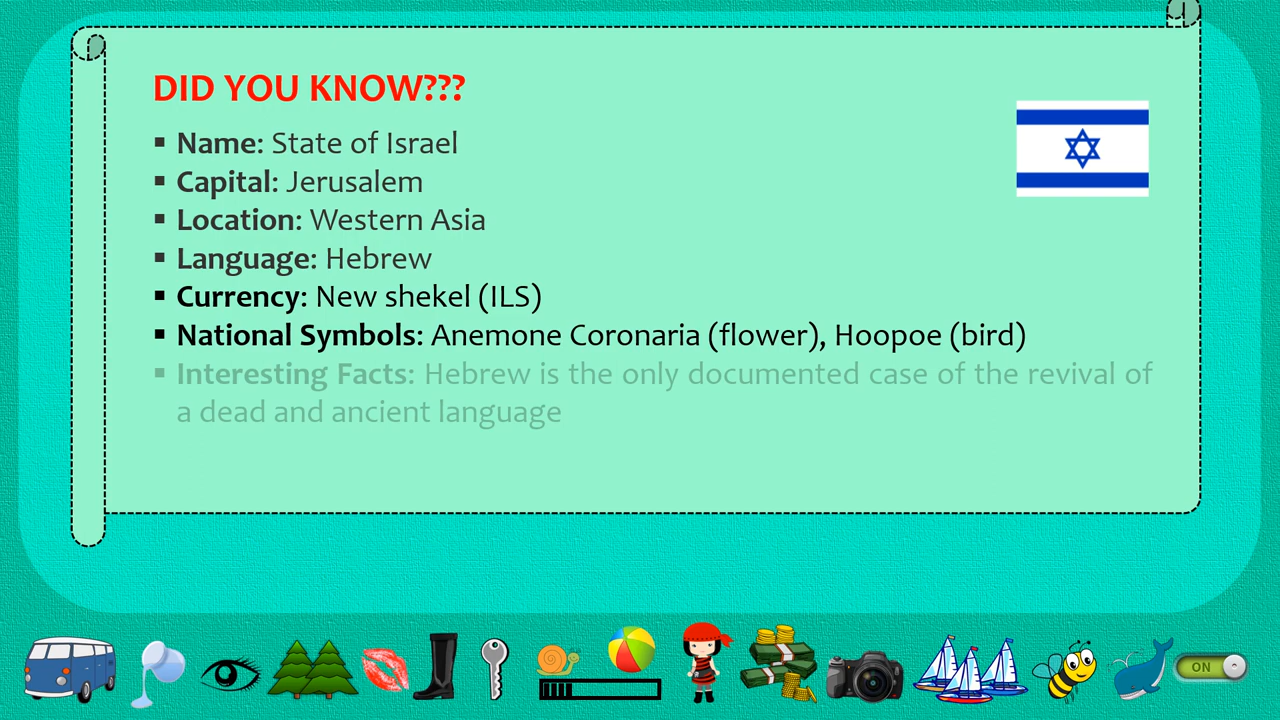 DID YOU KNOW???
▪ Name: State of Israel
▪ Capital: Jerusalem
▪ Location: Western Asia
▪ Language: Hebrew
▪ Currency: New shekel (ILS)
▪ National Symbols: Anemone Coronaria (flower), Hoopoe (bird)
▪ Interesting Facts: Hebrew is the only documented case of the revival of
a dead and ancient language
ON